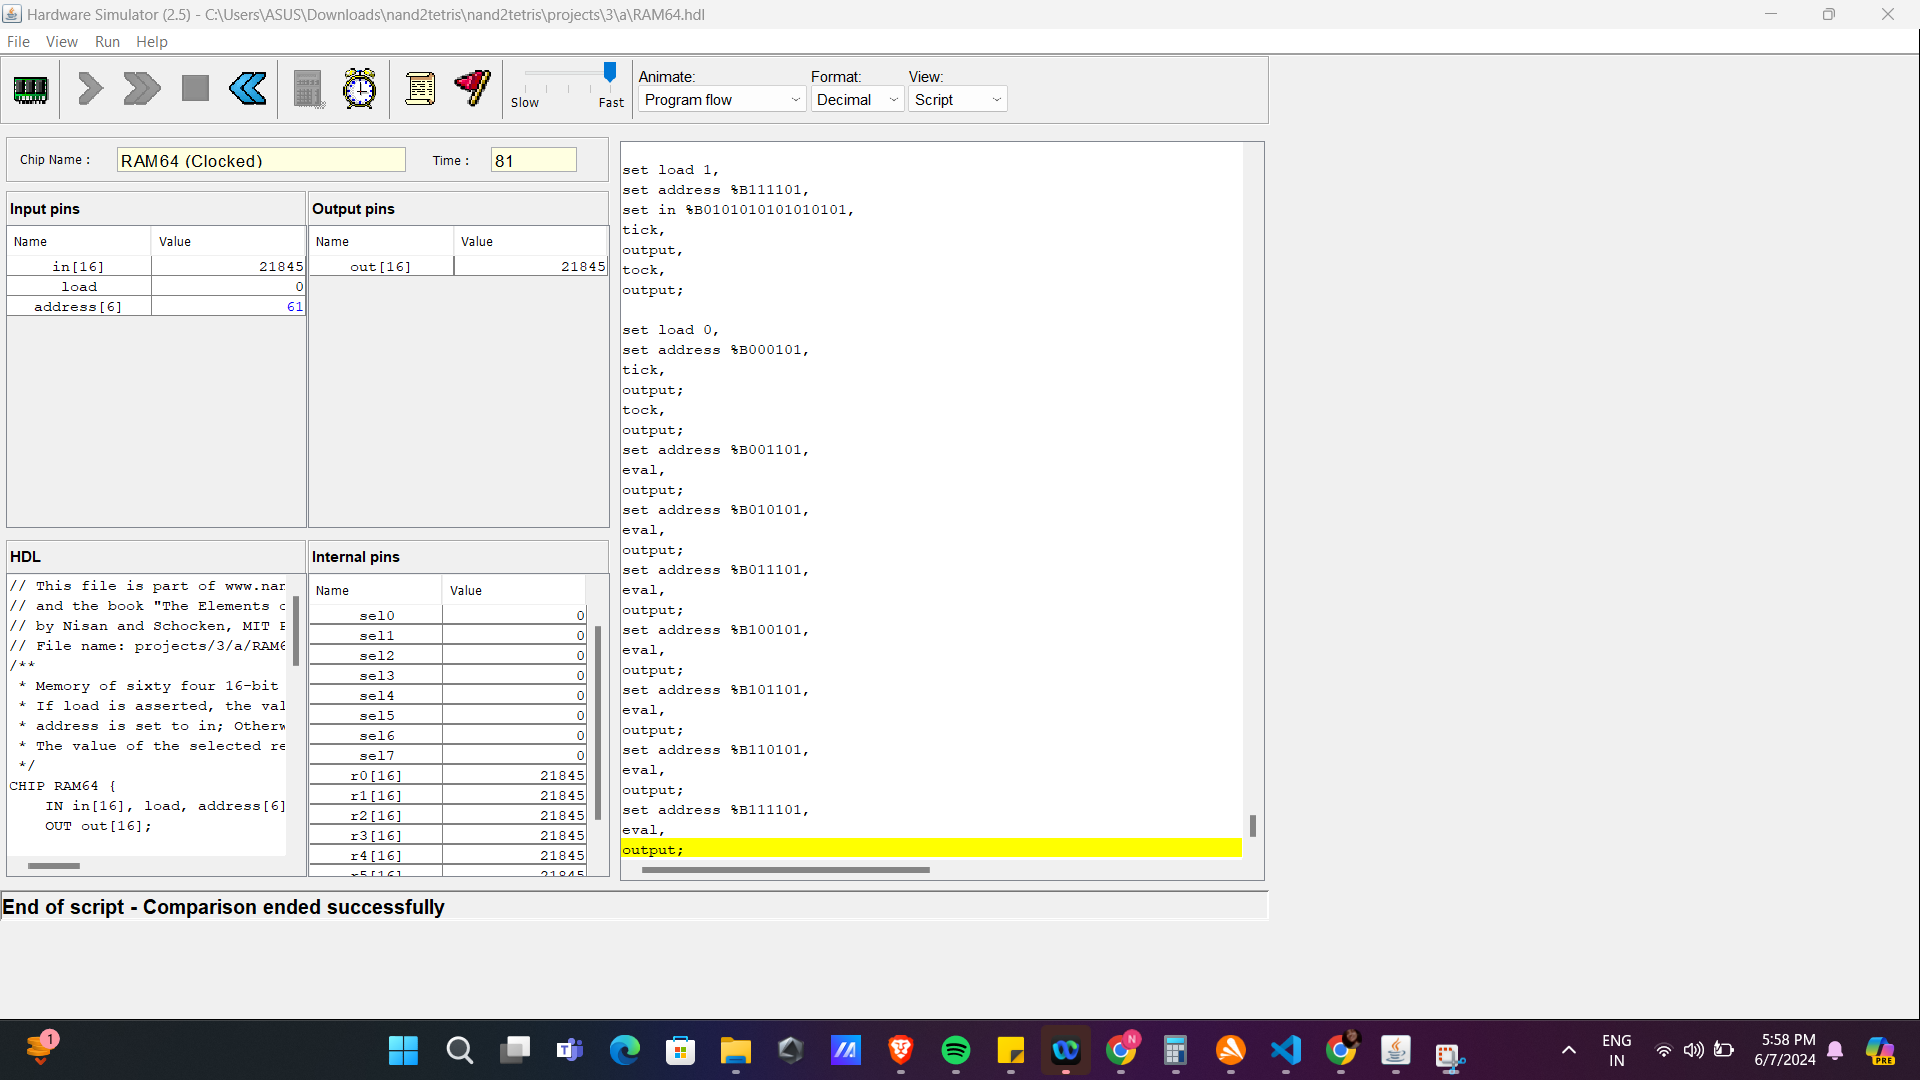 Hardware Simulator (2.5) - C:\Users\ASUS\Downloads\nand2tetris\nand2tetris\projects\3\a\RAM64.hdl
File View Run Help
Slow Fast
Animate: Format: View:
Program flow Decimal Script
Chip Name : RAM64 (Clocked) Time : 81
Input pins
Name Value
in[16] 21845
load 0
address[6] 61
Output pins
Name Value
out[16] 21845
HDL
// This file is part of www.nan
// and the book "The Elements o
// by Nisan and Schocken, MIT P
// File name: projects/3/a/RAM6
/**
* Memory of sixty four 16-bit
* If load is asserted, the val
* address is set to in; Otherw
* The value of the selected re
*/
CHIP RAM64 {
IN in[16], load, address[6]
OUT out[16];
Internal pins
Name Value
sel0 0
sel1 0
sel2 0
sel3 0
sel4 0
sel5 0
sel6 0
sel7 0
r0[16] 21845
r1[16] 21845
r2[16] 21845
r3[16] 21845
r4[16] 21845
r5[16] 21845
set load 1,
set address %B111101,
set in %B0101010101010101,
tick,
output,
tock,
output;
set load 0,
set address %B000101,
tick,
output;
tock,
output;
set address %B001101,
eval,
output;
set address %B010101,
eval,
output;
set address %B011101,
eval,
output;
set address %B100101,
eval,
output;
set address %B101101,
eval,
output;
set address %B110101,
eval,
output;
set address %B111101,
eval,
output;
End of script - Comparison ended successfully
1
N
ENG
IN
5:58 PM
6/7/2024
PRE